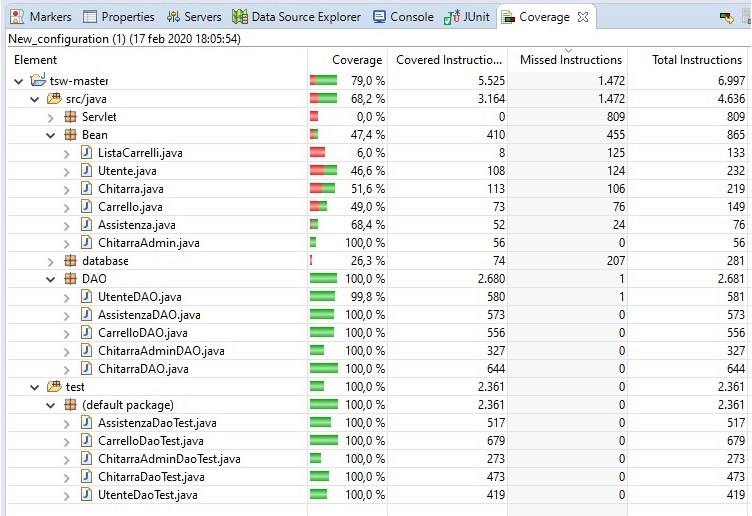 Markers Properties Servers Data Source Explorer Console JUnit Coverage
New_configuration (1) (17 feb 2020 18:05:54)
Element Coverage Covered Instructio... Missed Instructions Total Instructions
tsw-master 79,0 % 5.525 1.472 6.997
src/java 68,2 % 3.164 1.472 4.636
Servlet 0,0 % 0 809 809
Bean 47,4 % 410 455 865
ListaCarrelli.java 6,0 % 8 125 133
Utente.java 46,6 % 108 124 232
Chitarra.java 51,6 % 113 106 219
Carrello.java 49,0 % 73 76 149
Assistenza.java 68,4 % 52 24 76
ChitarraAdmin.java 100,0 % 56 0 56
database 26,3 % 74 207 281
DAO 100,0 % 2.680 1 2.681
UtenteDAO.java 99,8 % 580 1 581
AssistenzaDAO.java 100,0 % 573 0 573
CarrelloDAO.java 100,0 % 556 0 556
ChitarraAdminDAO.java 100,0 % 327 0 327
ChitarraDAO.java 100,0 % 644 0 644
test 100,0 % 2.361 0 2.361
(default package) 100,0 % 2.361 0 2.361
AssistenzaDaoTest.java 100,0 % 517 0 517
CarrelloDaoTest.java 100,0 % 679 0 679
ChitarraAdminDaoTest.java 100,0 % 273 0 273
ChitarraDaoTest.java 100,0 % 473 0 473
UtenteDaoTest.java 100,0 % 419 0 419